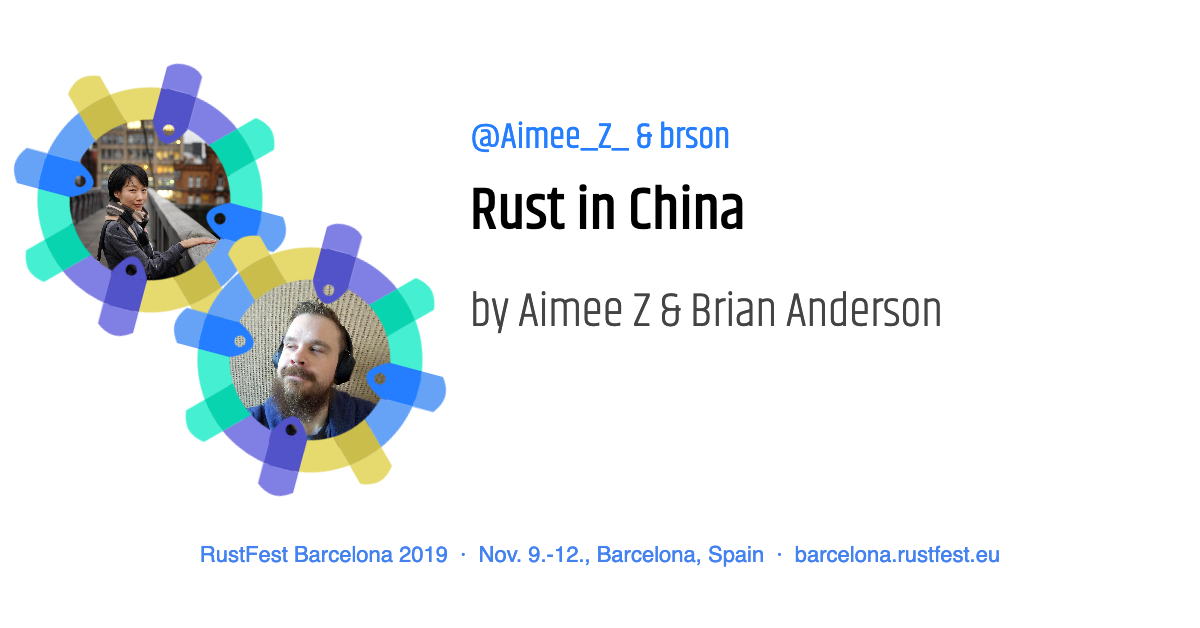 @Aimee_Z_ & brson
Rust in China
by Aimee Z & Brian Anderson
RustFest Barcelona 2019 · Nov. 9.-12., Barcelona, Spain · barcelona.rustfest.eu